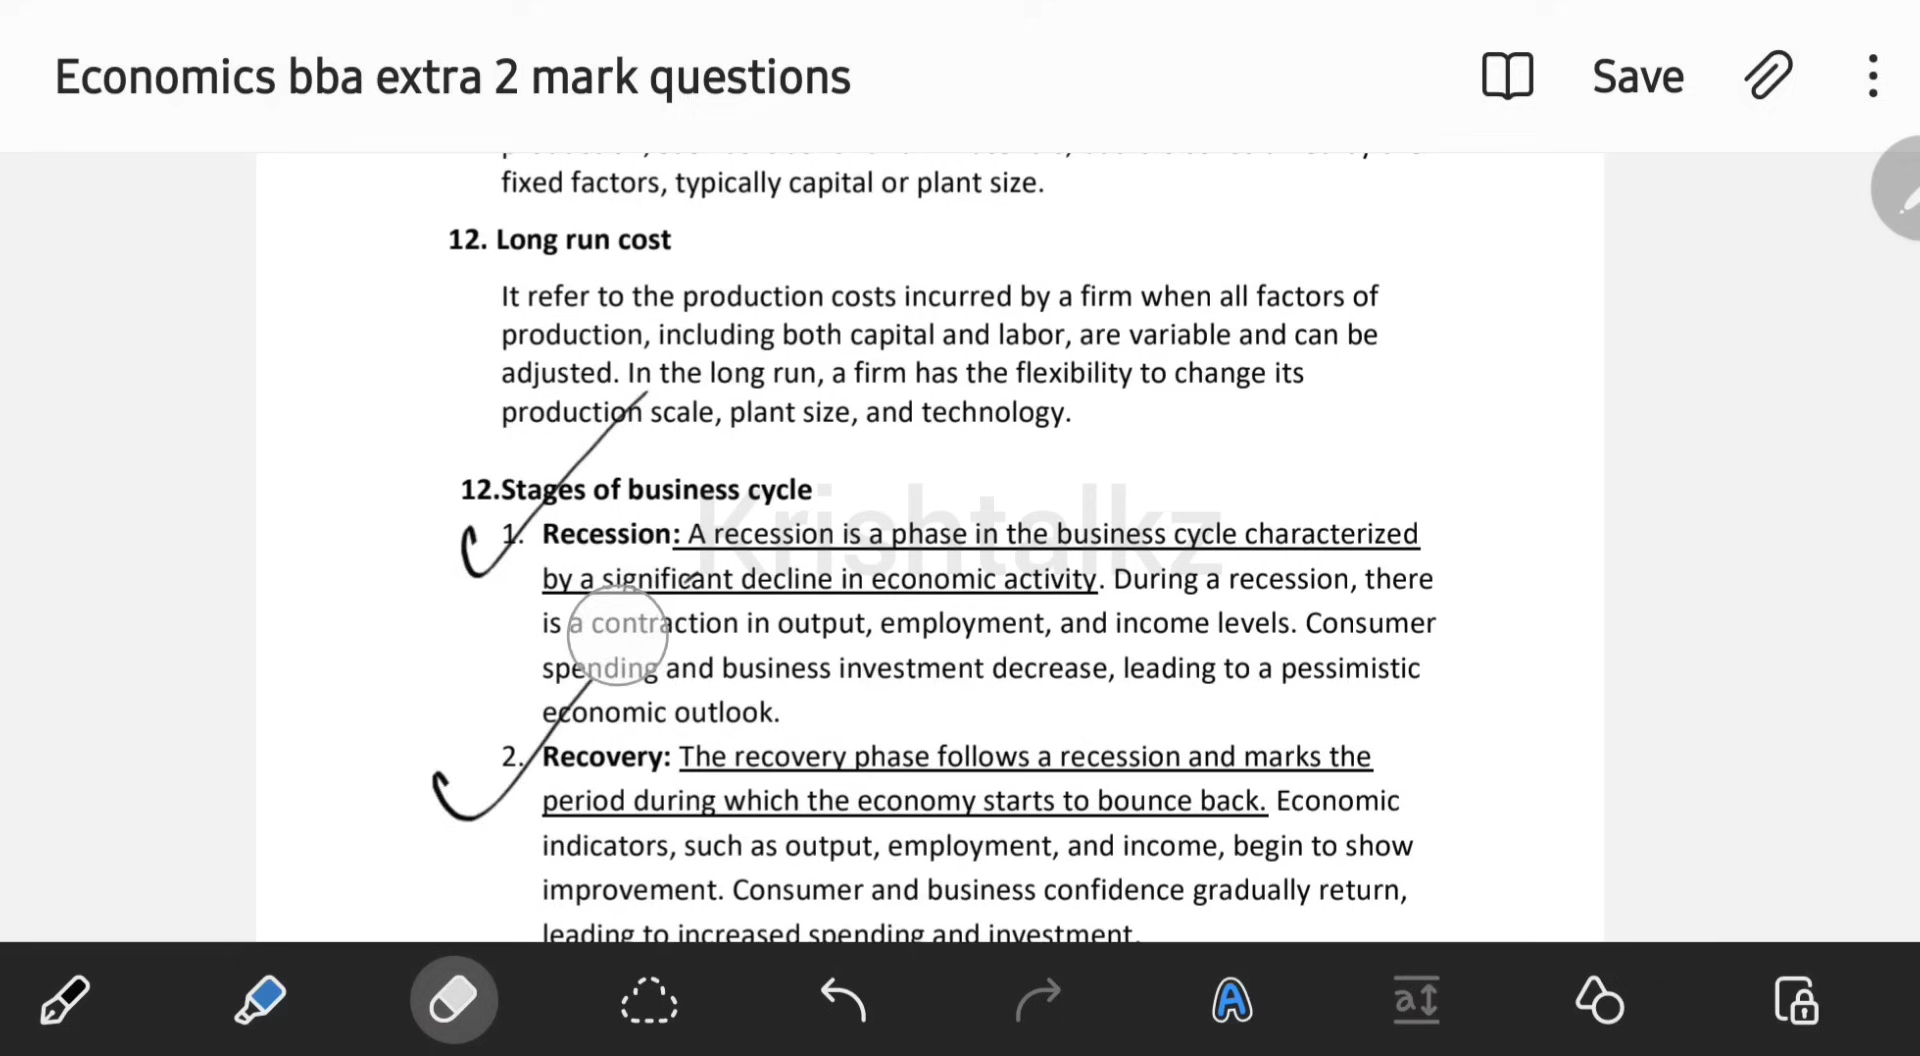 Economics bba extra 2 mark questions
Save
fixed factors, typically capital or plant size.
12. Long run cost
It refer to the production costs incurred by a firm when all factors of
production, including both capital and labor, are variable and can be
adjusted. In the long run, a firm has the flexibility to change its
production scale, plant size, and technology.
12.Stages of business cycle
Krishtalkz
1. Recession: A recession is a phase in the business cycle characterized
by a significant decline in economic activity. During a recession, there
is a contraction in output, employment, and income levels. Consumer
spending and business investment decrease, leading to a pessimistic
economic outlook.
2. Recovery: The recovery phase follows a recession and marks the
period during which the economy starts to bounce back. Economic
indicators, such as output, employment, and income, begin to show
improvement. Consumer and business confidence gradually return,
leading to increased spending and investment.